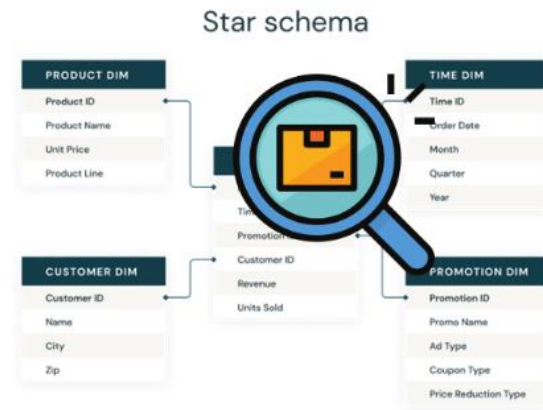 Star schema
PRODUCT DIM
Product ID
Product Name
Unit Price
Product Line
TIME DIM
Time ID
Order Date
Month
Quarter
Year
Customer ID
Revenue
Units Sold
CUSTOMER DIM
Customer ID
Name
City
Zip
PROMOTION DIM
Promotion ID
Promo Name
Ad Type
Coupon Type
Price Reduction Type